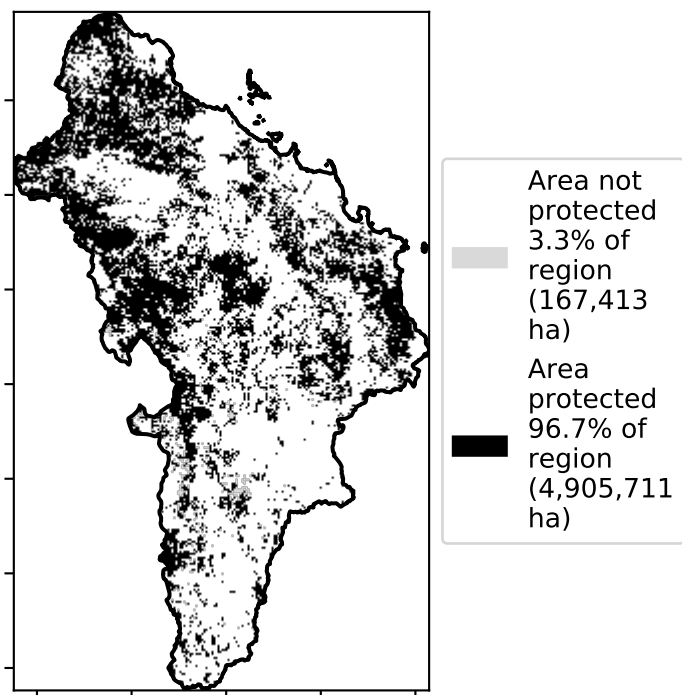 Area not
protected
3.3% of
region
(167,413
ha)
Area
protected
96.7% of
region
(4,905,711
ha)